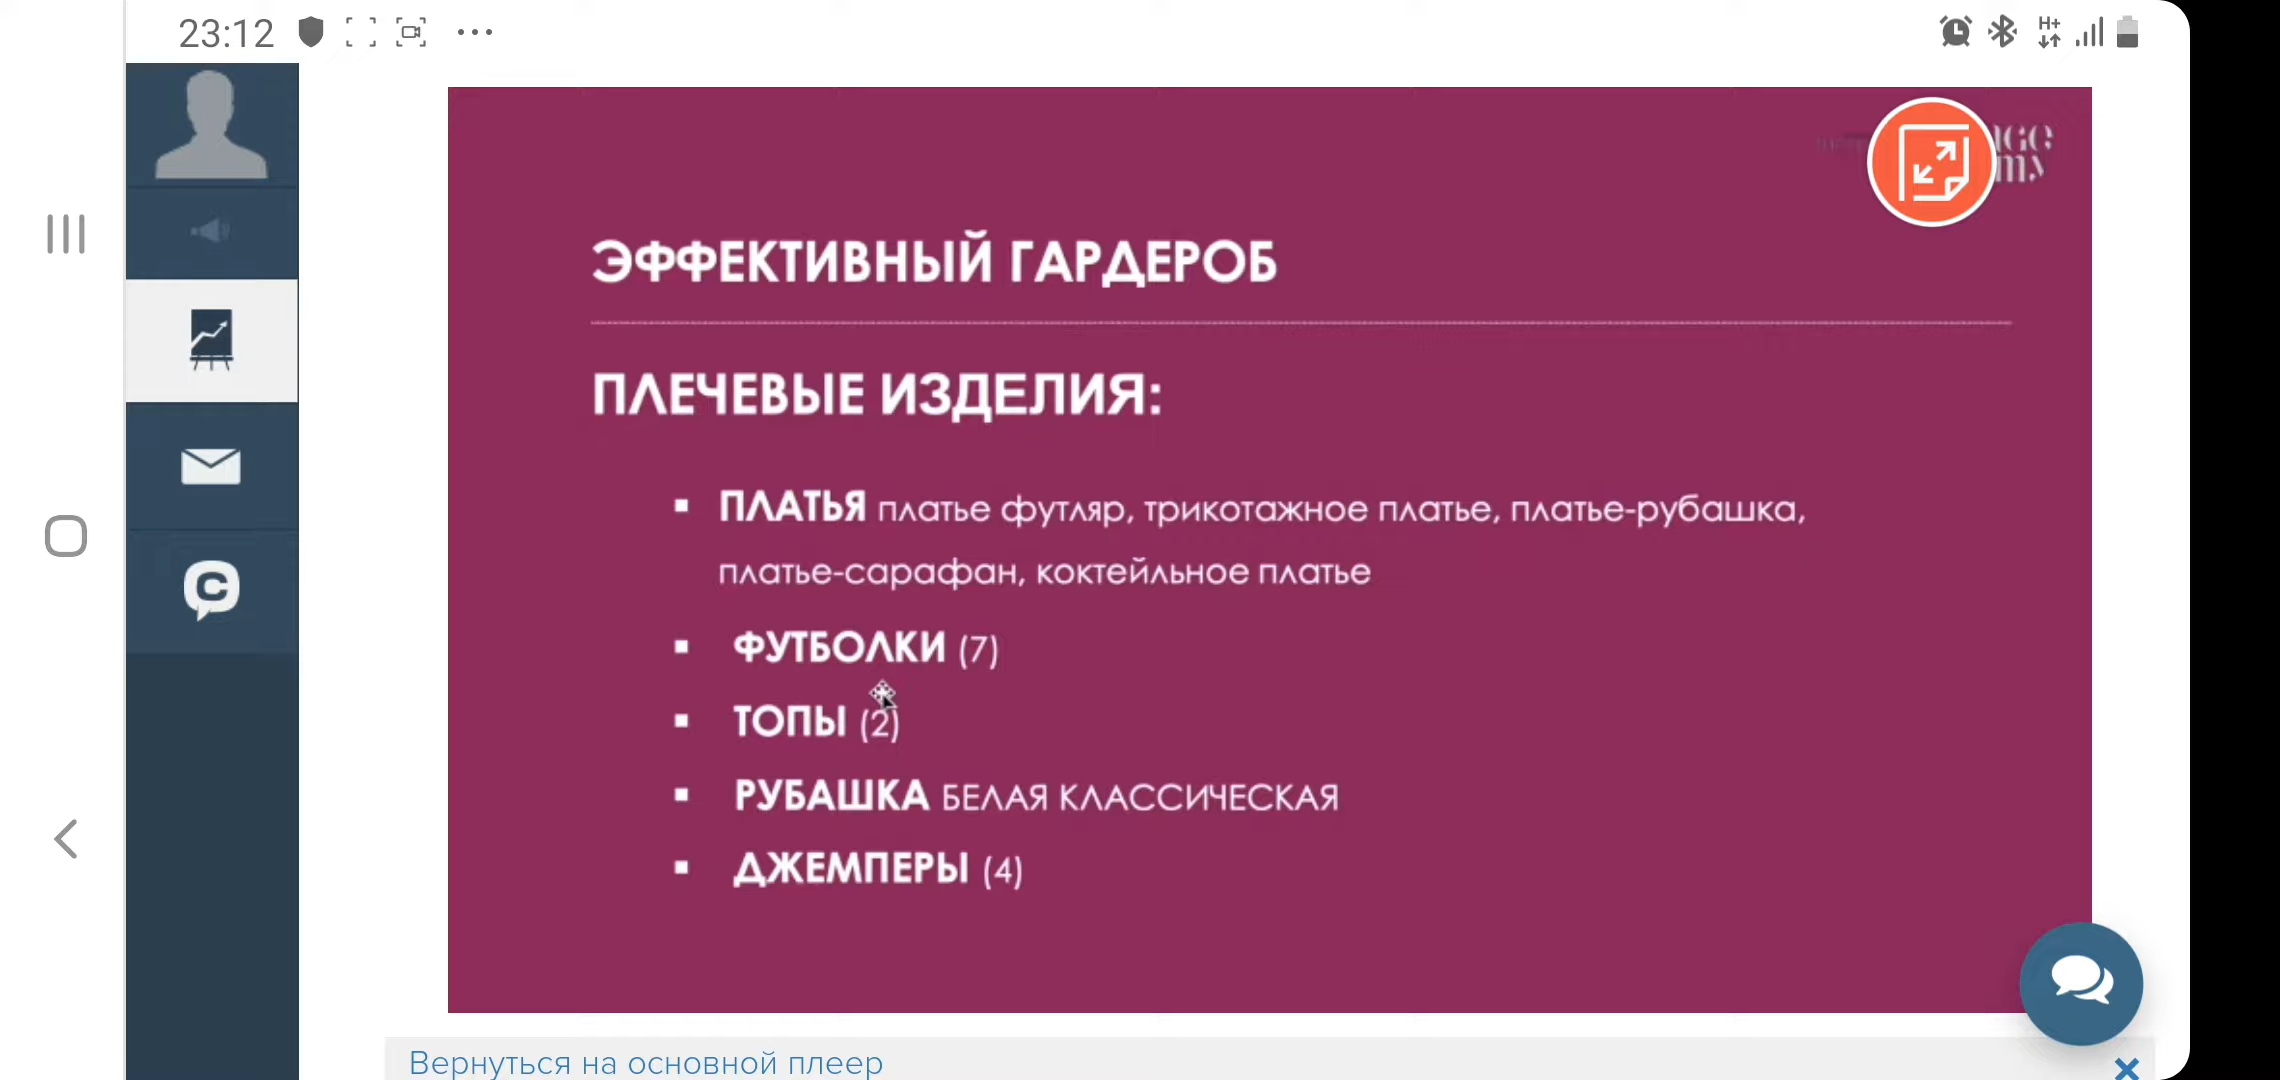 23:12
H+
ЭФФЕКТИВНЫЙ ГАРДЕРОБ
ПЛЕЧЕВЫЕ ИЗДЕЛИЯ:
▪ ПЛАТЬЯ платье футляр, трикотажное платье, платье-рубашка,
платье-сарафан, коктейльное платье
▪ ФУТБОЛКИ (7)
▪ ТОПЫ (2)
▪ РУБАШКА БЕЛАЯ КЛАССИЧЕСКАЯ
▪ ДЖЕМПЕРЫ (4)
Вернуться на основной плеер